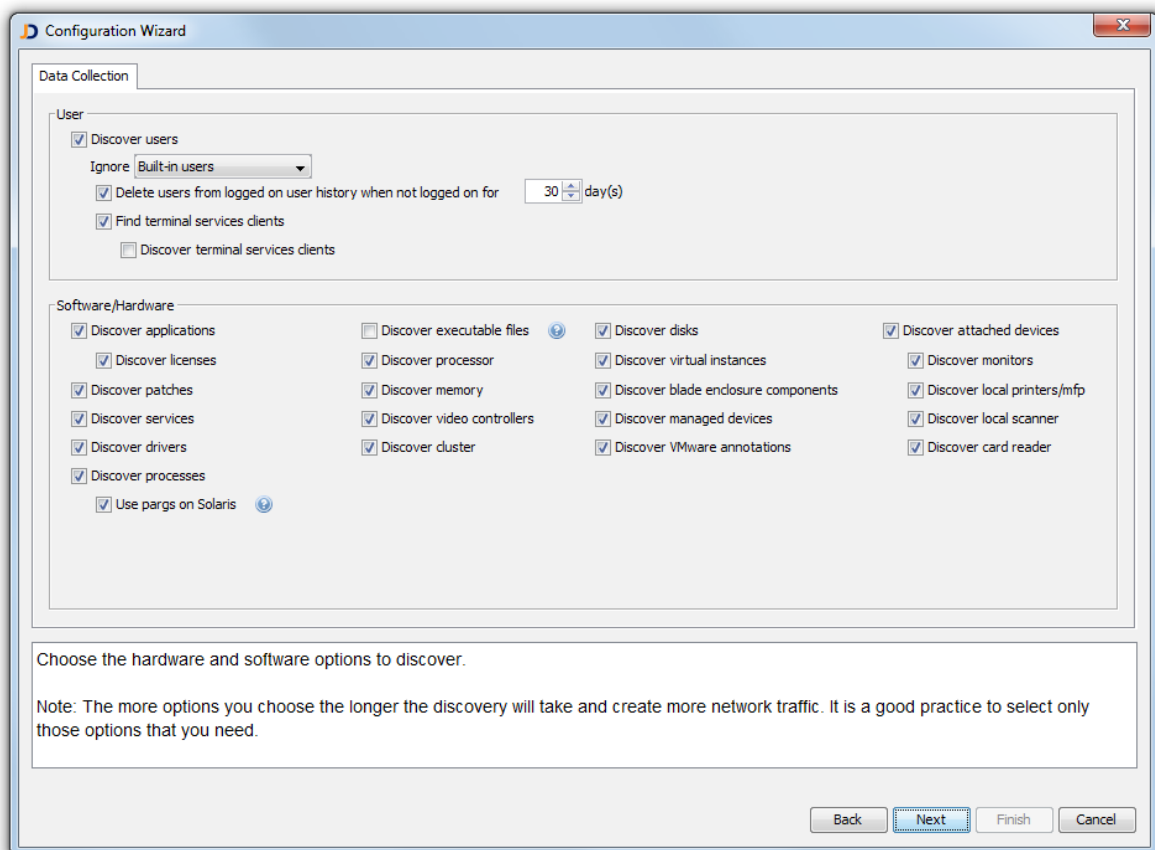 Configuration Wizard
Data Collection
User
Discover users
Ignore Built-in users
Delete users from logged on user history when not logged on for 30 day(s)
Find terminal services clients
Discover terminal services clients
Software/Hardware
Discover applications Discover executable files ? Discover disks Discover attached devices
Discover licenses Discover processor Discover virtual instances Discover monitors
Discover patches Discover memory Discover blade enclosure components Discover local printers/mfp
Discover services Discover video controllers Discover managed devices Discover local scanner
Discover drivers Discover cluster Discover VMware annotations Discover card reader
Discover processes
Use pargs on Solaris ?
Choose the hardware and software options to discover.
Note: The more options you choose the longer the discovery will take and create more network traffic. It is a good practice to select only
those options that you need.
Back Next Finish Cancel